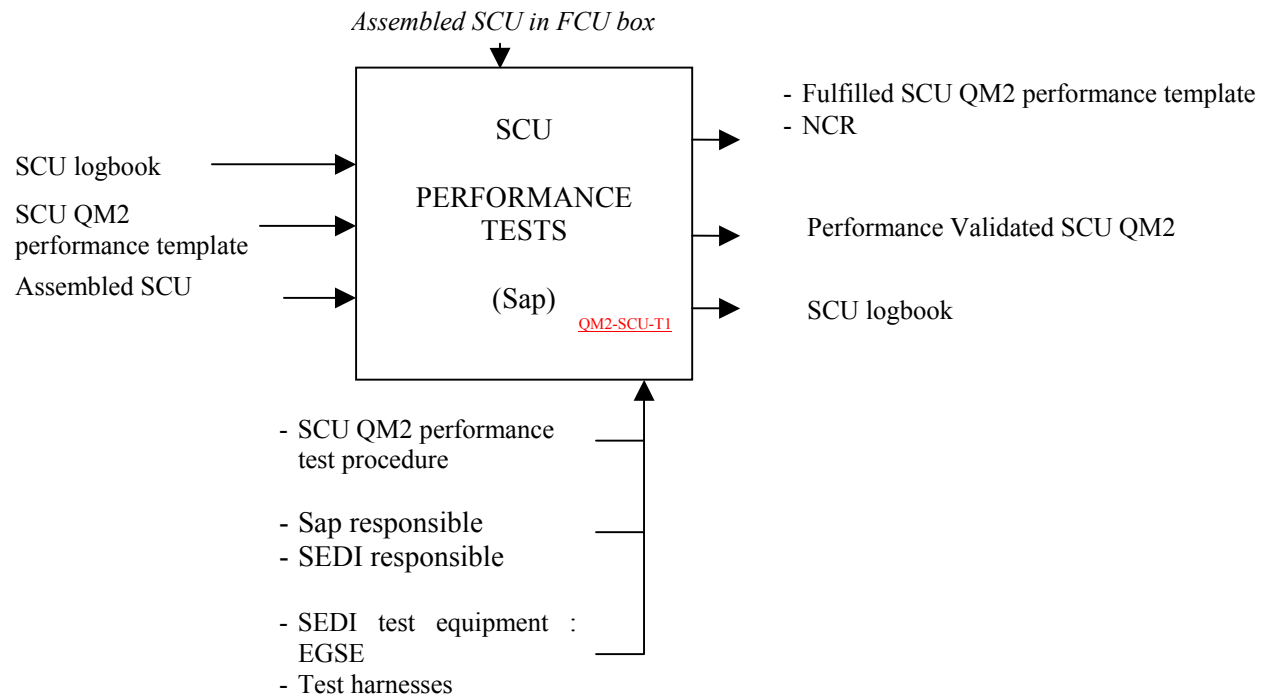 Assembled SCU in FCU box
SCU logbook
SCU QM2
performance template
Assembled SCU
SCU
PERFORMANCE
TESTS
(Sap)
QM2-SCU-T1
- Fulfilled SCU QM2 performance template
- NCR
Performance Validated SCU QM2
SCU logbook
- SCU QM2 performance
test procedure
- Sap responsible
- SEDI responsible
- SEDI test equipment :
EGSE
- Test harnesses